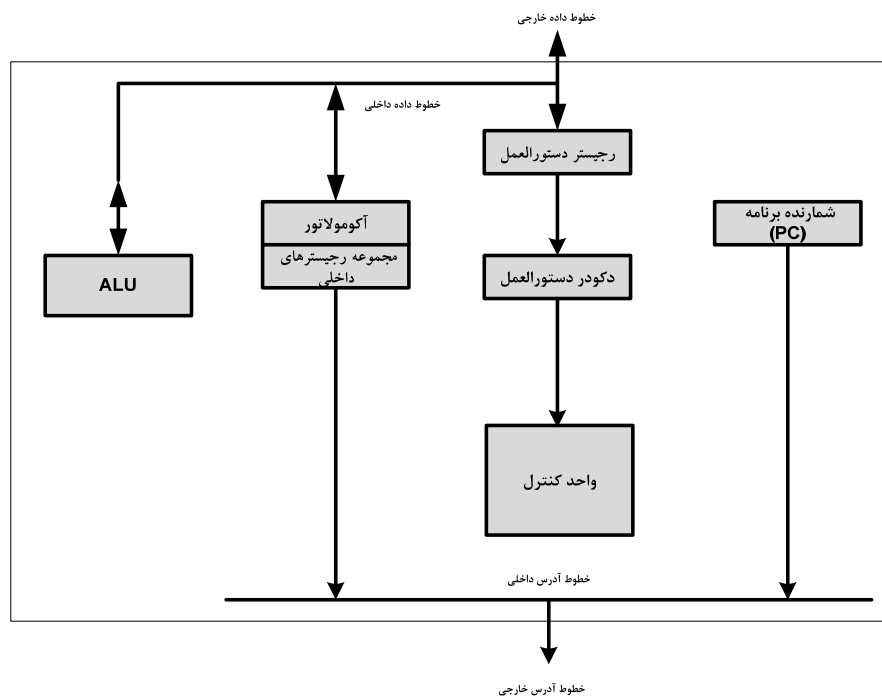 خطوط داده خارجی
خطوط داده داخلی
رجیستر دستورالعمل
شمارنده برنامه
(PC)
آکومولاتور
مجموعه رجیسترهای
داخلی
دکودر دستورالعمل
ALU
واحد کنترل
خطوط آدرس داخلی
خطوط آدرس خارجی